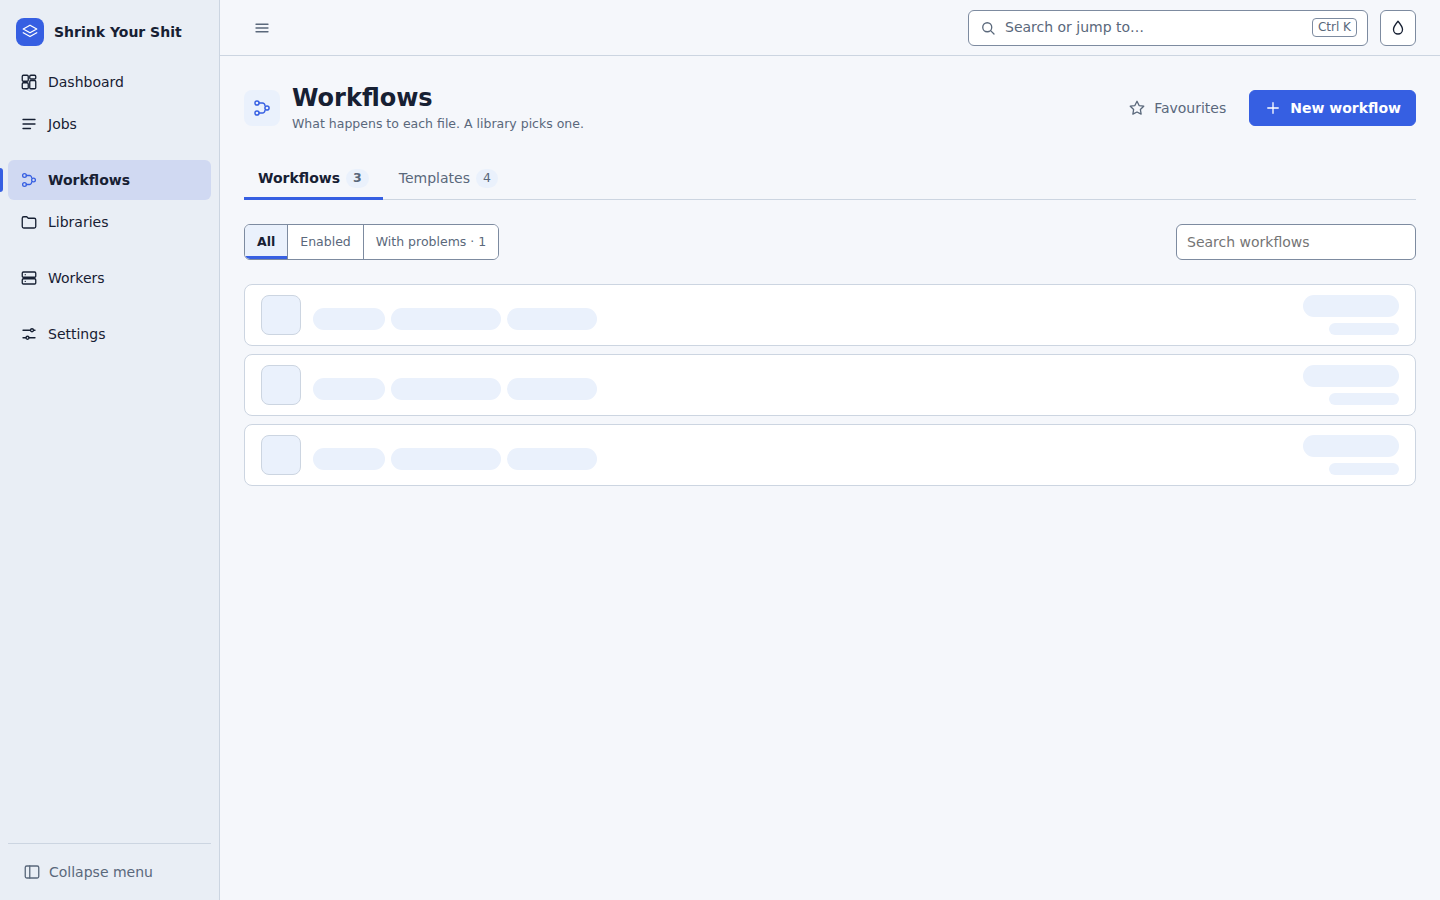 Shrink Your Shit
Search or jump to...
Ctrl K
Dashboard
Jobs
Workflows
Libraries
Workers
Settings
Collapse menu
Workflows
What happens to each file. A library picks one.
Favourites
New workflow
Workflows 3
Templates 4
All
Enabled
With problems · 1
Search workflows